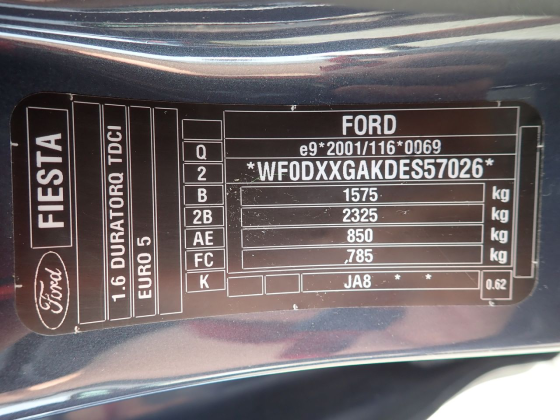 FIESTA
Ford
1.6 DURATORQ TDCI
EURO 5
FORD
Q e9*2001/116*0069
2 *WF0DXXGAKDES57026*
B 1575 kg
2B 2325 kg
AE 850 kg
FC 785 kg
K JA8 * * 0.62